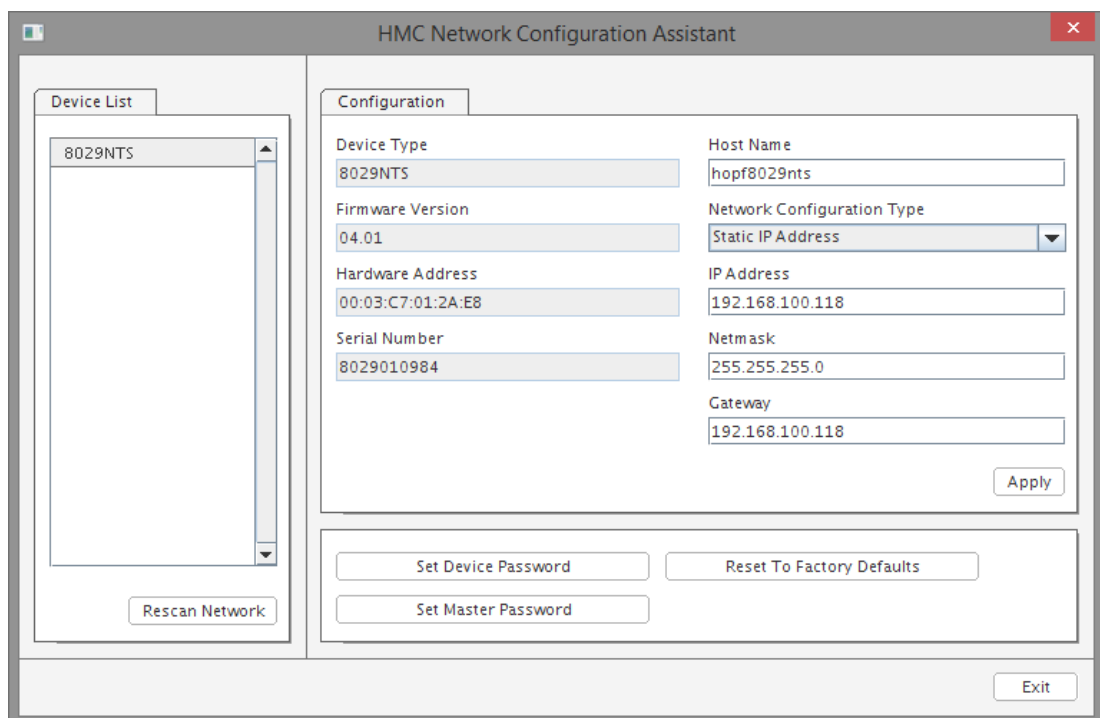 HMC Network Configuration Assistant
Device List
8029NTS
Rescan Network
Configuration
Device Type
8029NTS
Firmware Version
04.01
Hardware Address
00:03:C7:01:2A:E8
Serial Number
8029010984
Host Name
hopf8029nts
Network Configuration Type
Static IP Address
IP Address
192.168.100.118
Netmask
255.255.255.0
Gateway
192.168.100.118
Apply
Set Device Password
Reset To Factory Defaults
Set Master Password
Exit